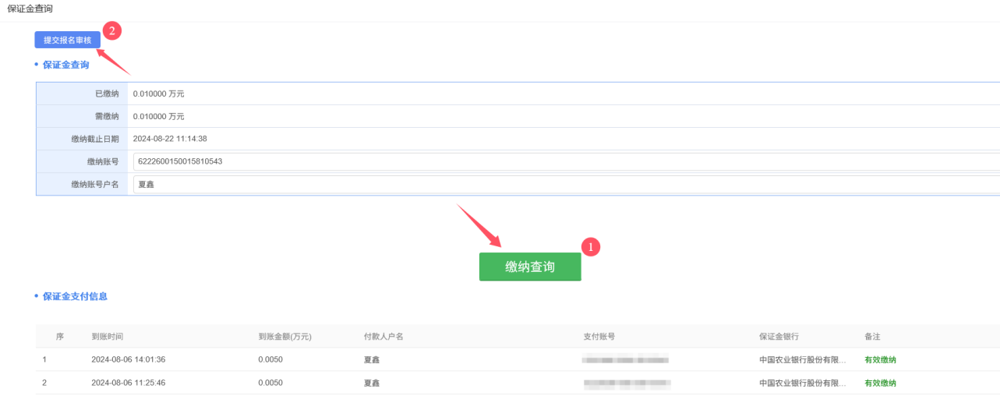 保证金查询
提交报名审核 2
保证金查询
已缴纳 0.010000 万元
需缴纳 0.010000 万元
缴纳截止日期 2024-08-22 11:14:38
缴纳账号 6222600150015810543
缴纳账号户名 夏鑫
1
缴纳查询
保证金支付信息
序 到账时间 到账金额(万元) 付款人户名 支付账号 保证金银行 备注
1 2024-08-06 14:01:36 0.0050 夏鑫 中国农业银行股份有限... 有效缴纳
2 2024-08-06 11:25:46 0.0050 夏鑫 中国农业银行股份有限... 有效缴纳